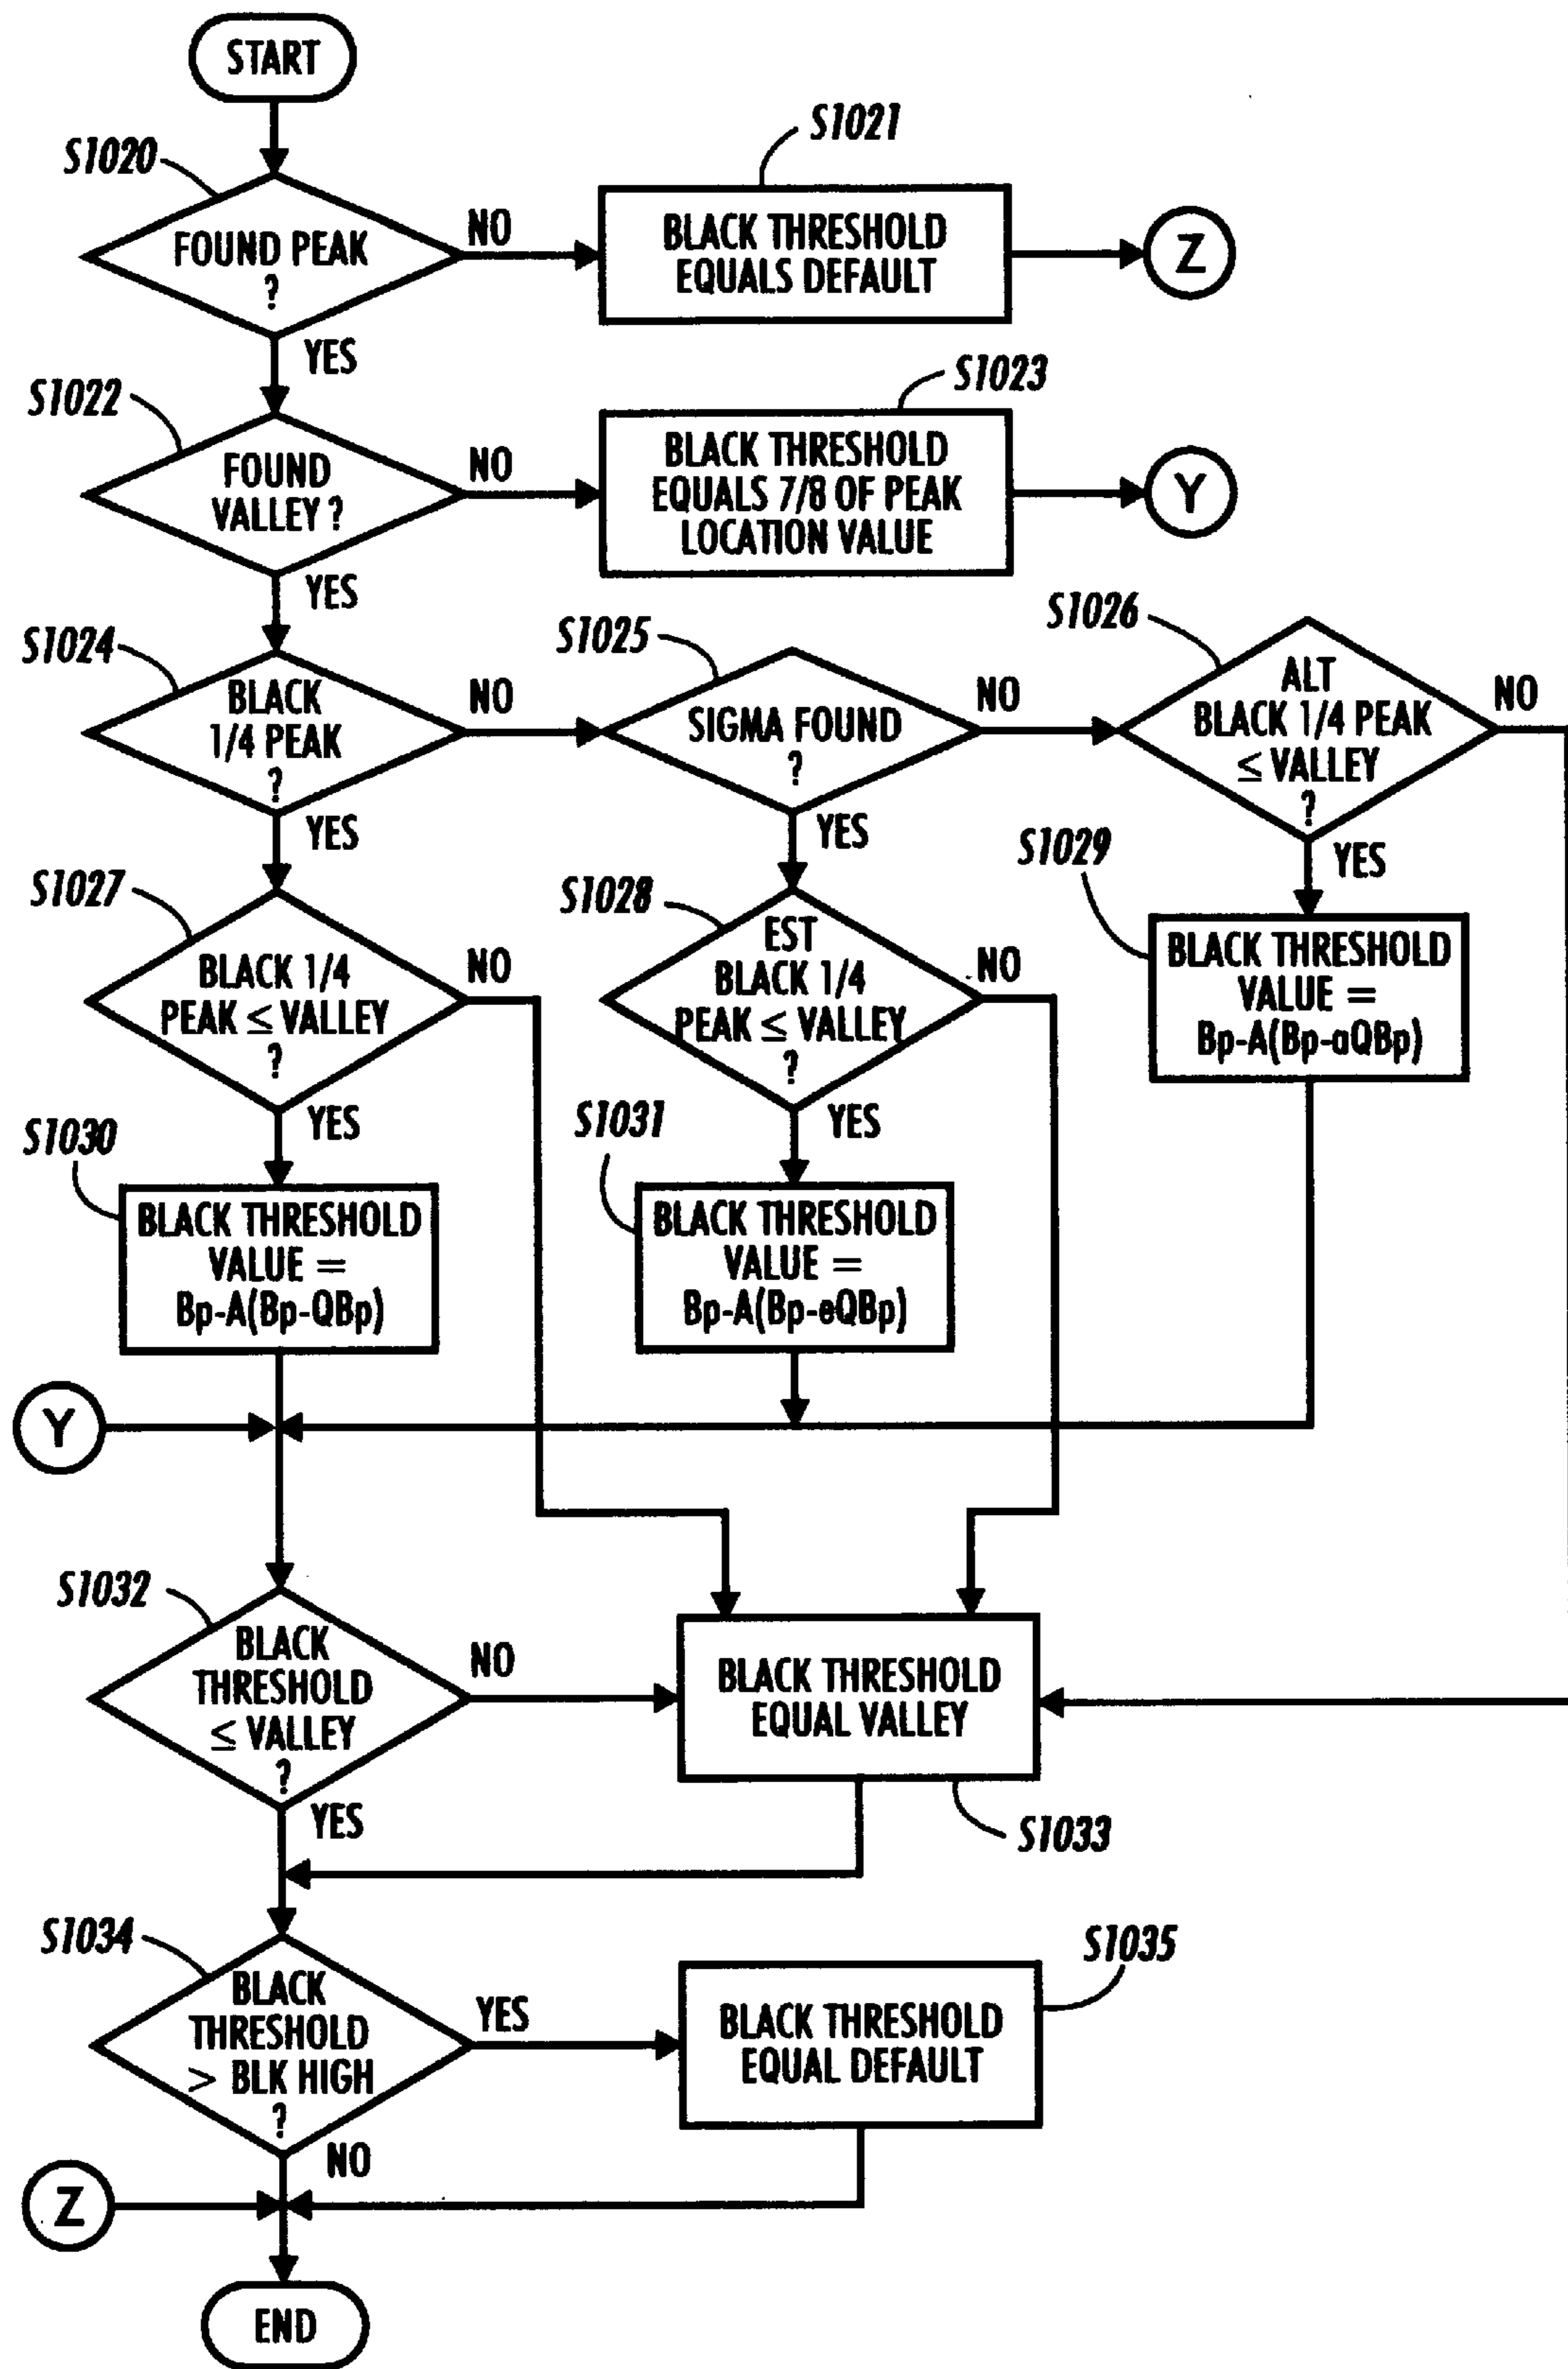 START
S1020
FOUND PEAK
?
NO
S1021
BLACK THRESHOLD
EQUALS DEFAULT
Z
YES
S1022
FOUND
VALLEY ?
NO
S1023
BLACK THRESHOLD
EQUALS 7/8 OF PEAK
LOCATION VALUE
Y
YES
S1024
BLACK
1/4 PEAK
?
NO
S1025
SIGMA FOUND
?
NO
S1026
ALT
BLACK 1/4 PEAK
≤ VALLEY
?
NO
YES
S1027
BLACK 1/4
PEAK ≤ VALLEY
?
NO
YES
S1028
EST
BLACK 1/4
PEAK ≤ VALLEY
?
NO
YES
S1029
BLACK THRESHOLD
VALUE =
Bp-A(Bp-aQBp)
YES
S1030
BLACK THRESHOLD
VALUE =
Bp-A(Bp-QBp)
YES
S1031
BLACK THRESHOLD
VALUE =
Bp-A(Bp-eQBp)
Y
S1032
BLACK
THRESHOLD
≤ VALLEY
?
NO
BLACK THRESHOLD
EQUAL VALLEY
S1033
YES
S1034
BLACK
THRESHOLD
> BLK HIGH
?
YES
S1035
BLACK THRESHOLD
EQUAL DEFAULT
NO
Z
END